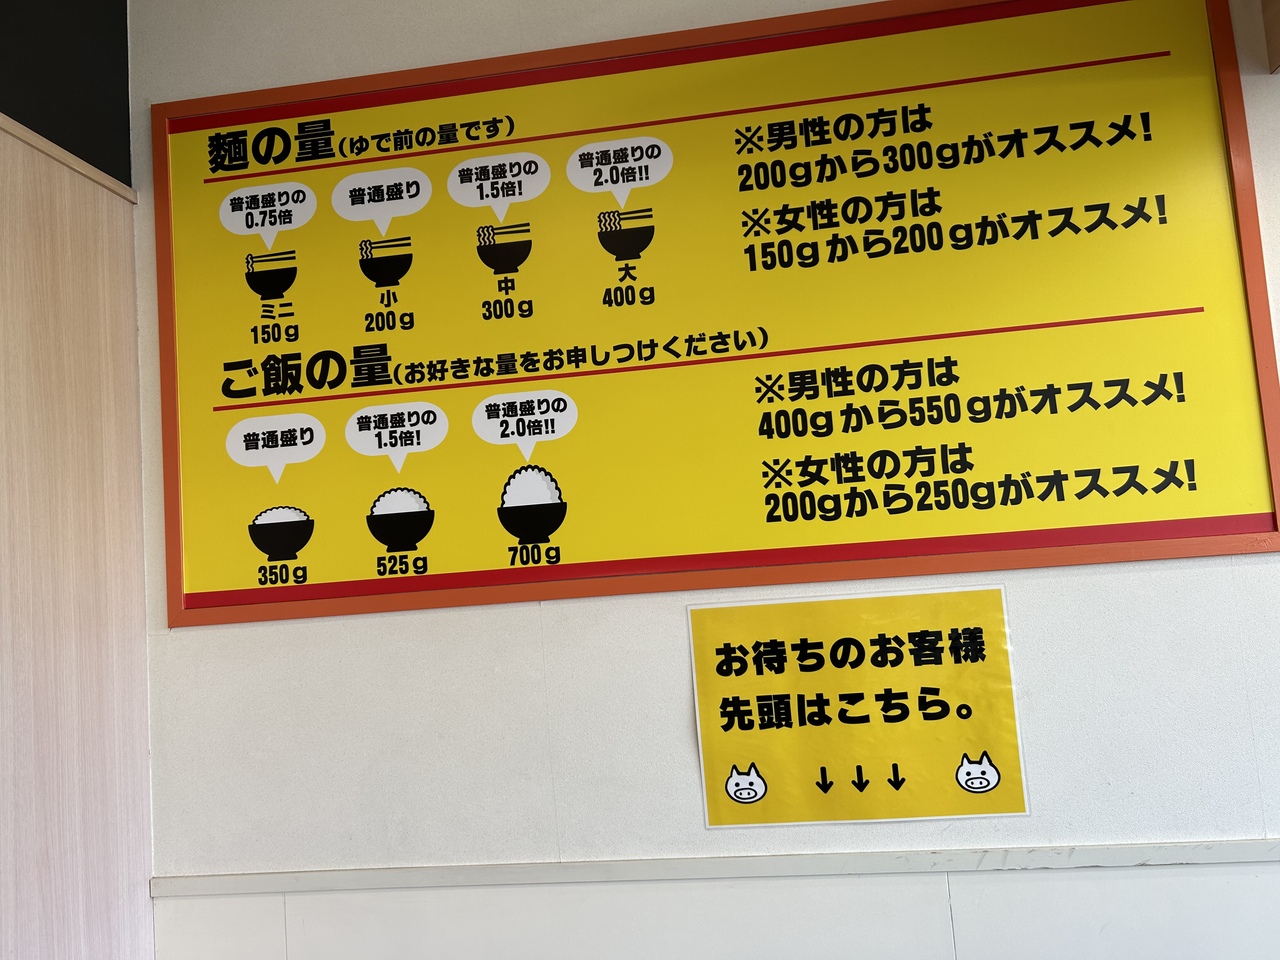 麺の量(ゆで前の量です)
普通盛りの
0.75倍
ミニ
150g
普通盛り
小
200g
普通盛りの
1.5倍!
中
300g
普通盛りの
2.0倍!!
大
400g
※男性の方は
200gから300gがオススメ!
※女性の方は
150gから200gがオススメ!
ご飯の量(お好きな量をお申しつけください)
普通盛り
350g
普通盛りの
1.5倍!
525g
普通盛りの
2.0倍!!
700g
※男性の方は
400gから550gがオススメ!
※女性の方は
200gから250gがオススメ!
お待ちのお客様
先頭はこちら。
↓↓↓